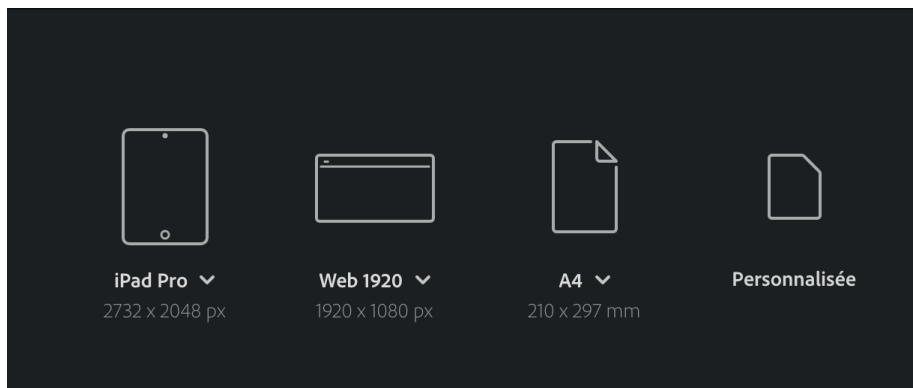 iPad Pro
2732 x 2048 px
Web 1920
1920 x 1080 px
A4
210 x 297 mm
Personnalisée